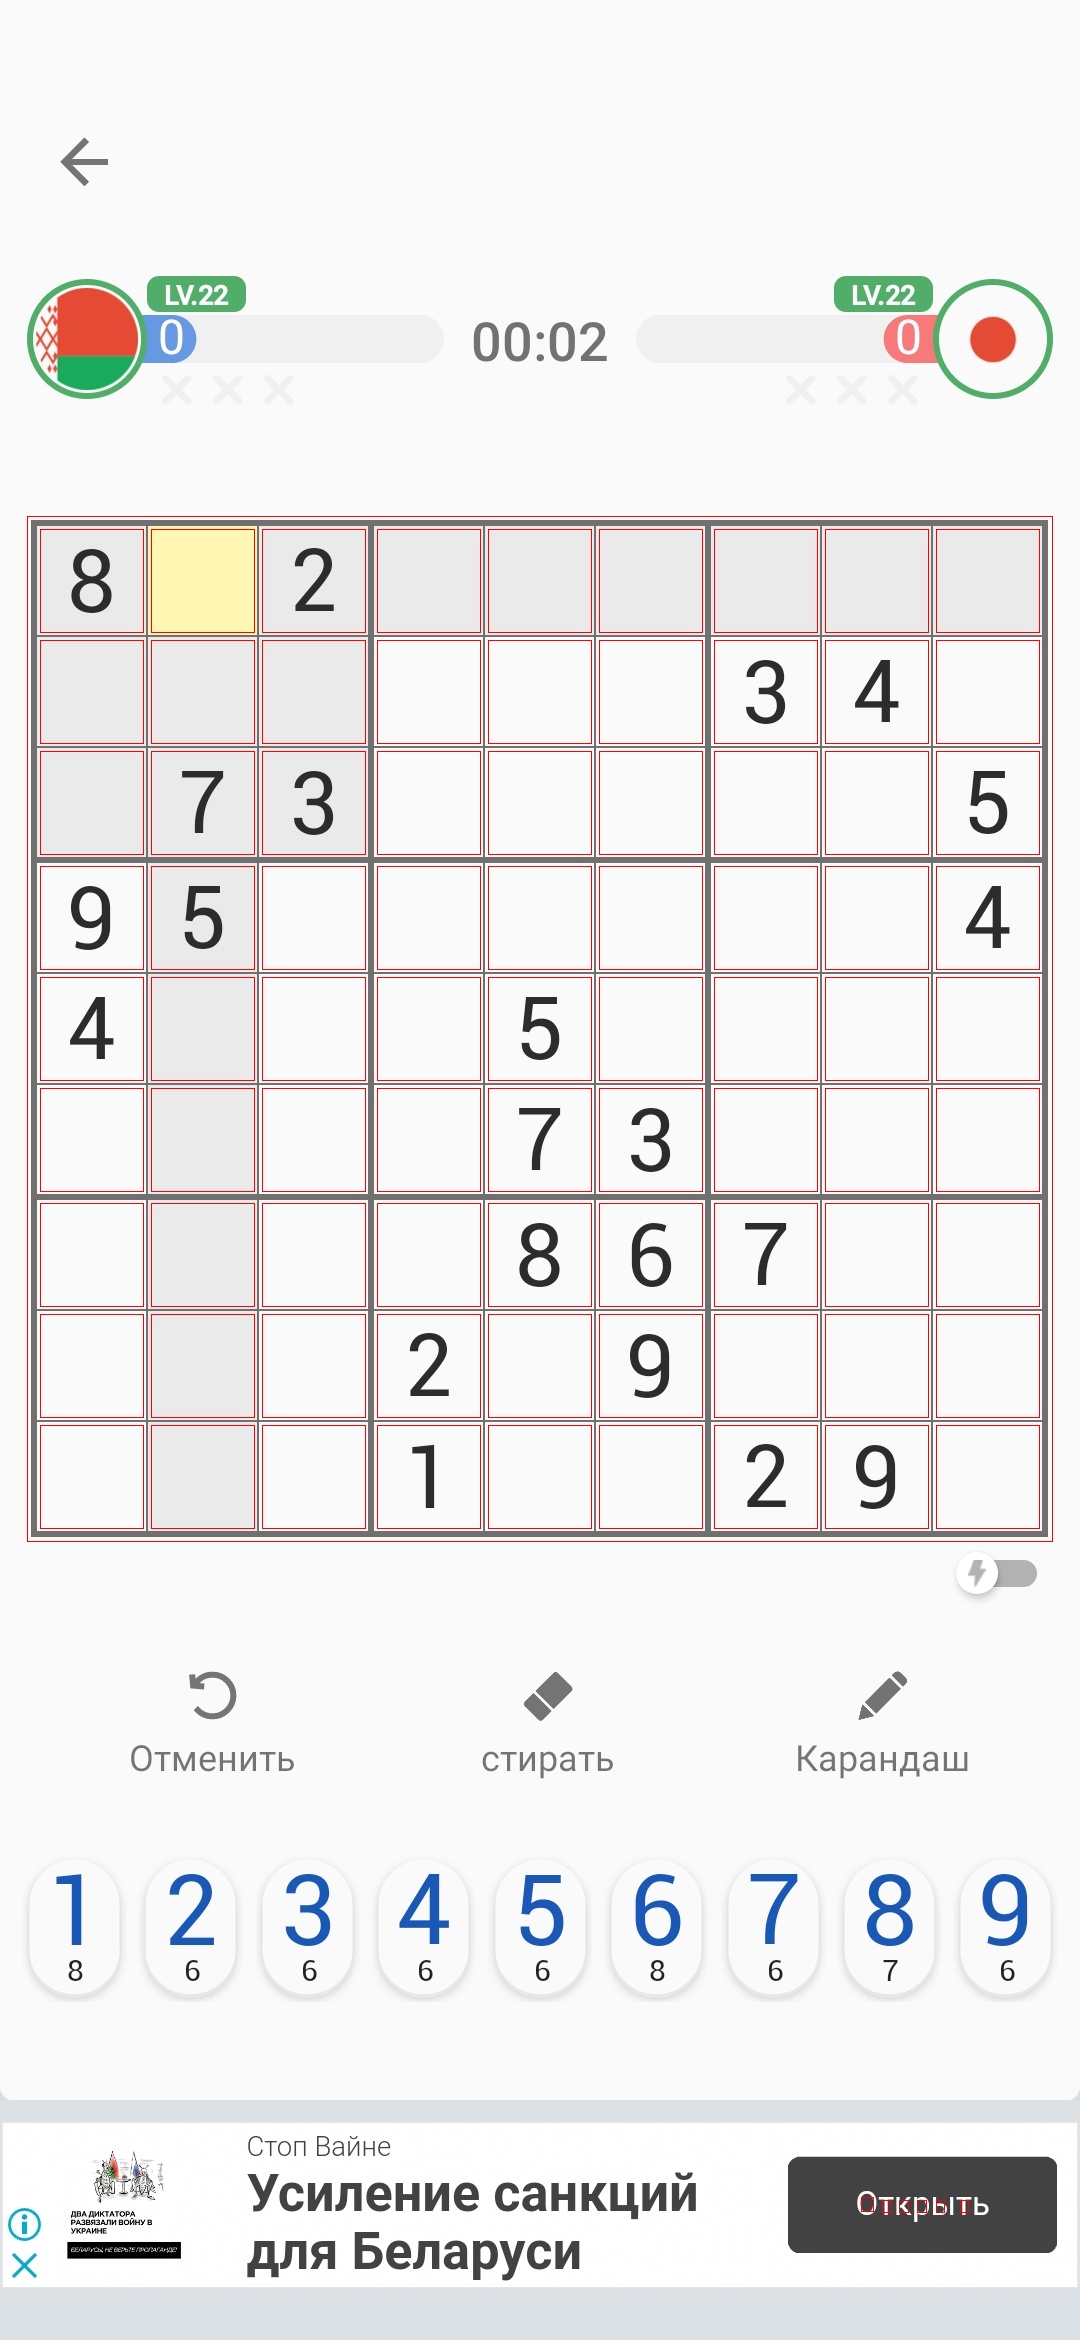 LV.22
LV.22
0
00:02
0
8 2
3 4
7 3 5
9 5 4
4 5
7 3
8 6 7
2 9
1 2 9
Отменить
стирать
Карандаш
1 2 3 4 5 6 7 8 9
8 6 6 6 6 8 6 7 6
Стоп Вайне
Усиление санкций
для Беларуси
Открыть
ДВА ДИКТАТОРА
РАЗВЯЗАЛИ ВОЙНУ В
УКРАИНЕ
БЕЛАРУСЫ, НЕ ВЕРЬТЕ ПРОПАГАНДЕ!